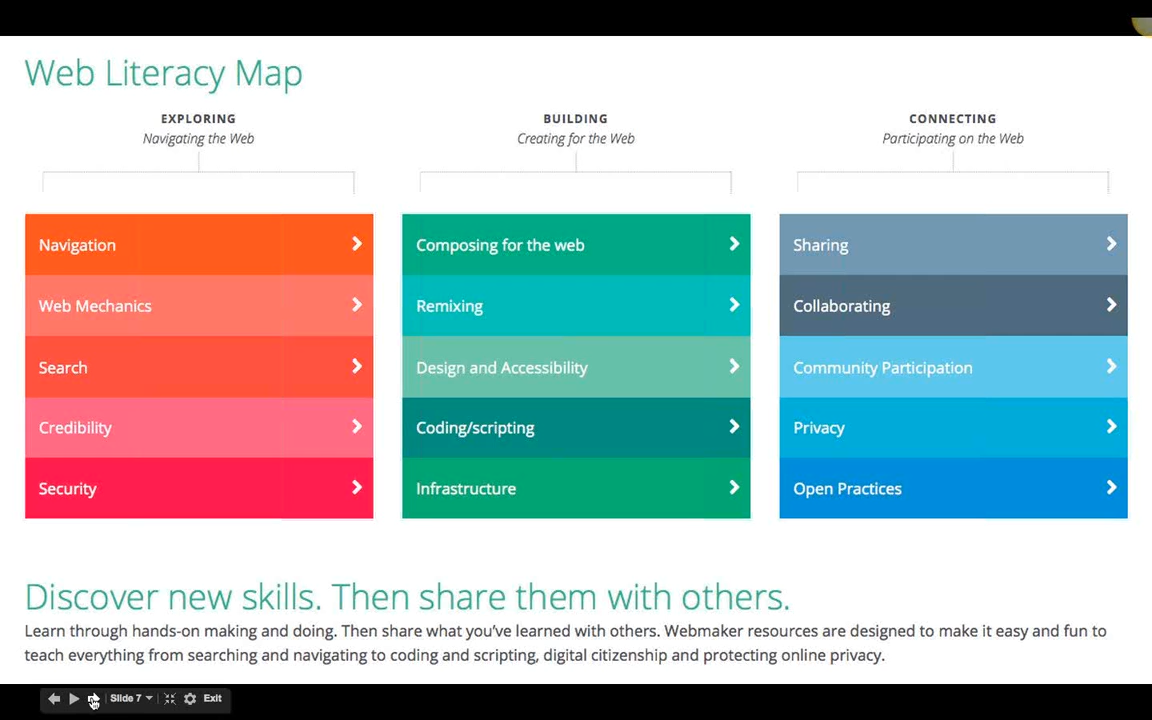 Web Literacy Map
EXPLORING
Navigating the Web
BUILDING
Creating for the Web
CONNECTING
Participating on the Web
Navigation
Web Mechanics
Search
Credibility
Security
Composing for the web
Remixing
Design and Accessibility
Coding/scripting
Infrastructure
Sharing
Collaborating
Community Participation
Privacy
Open Practices
Discover new skills. Then share them with others.
Learn through hands-on making and doing. Then share what you’ve learned with others. Webmaker resources are designed to make it easy and fun to
teach everything from searching and navigating to coding and scripting, digital citizenship and protecting online privacy.
Slide 7
Exit